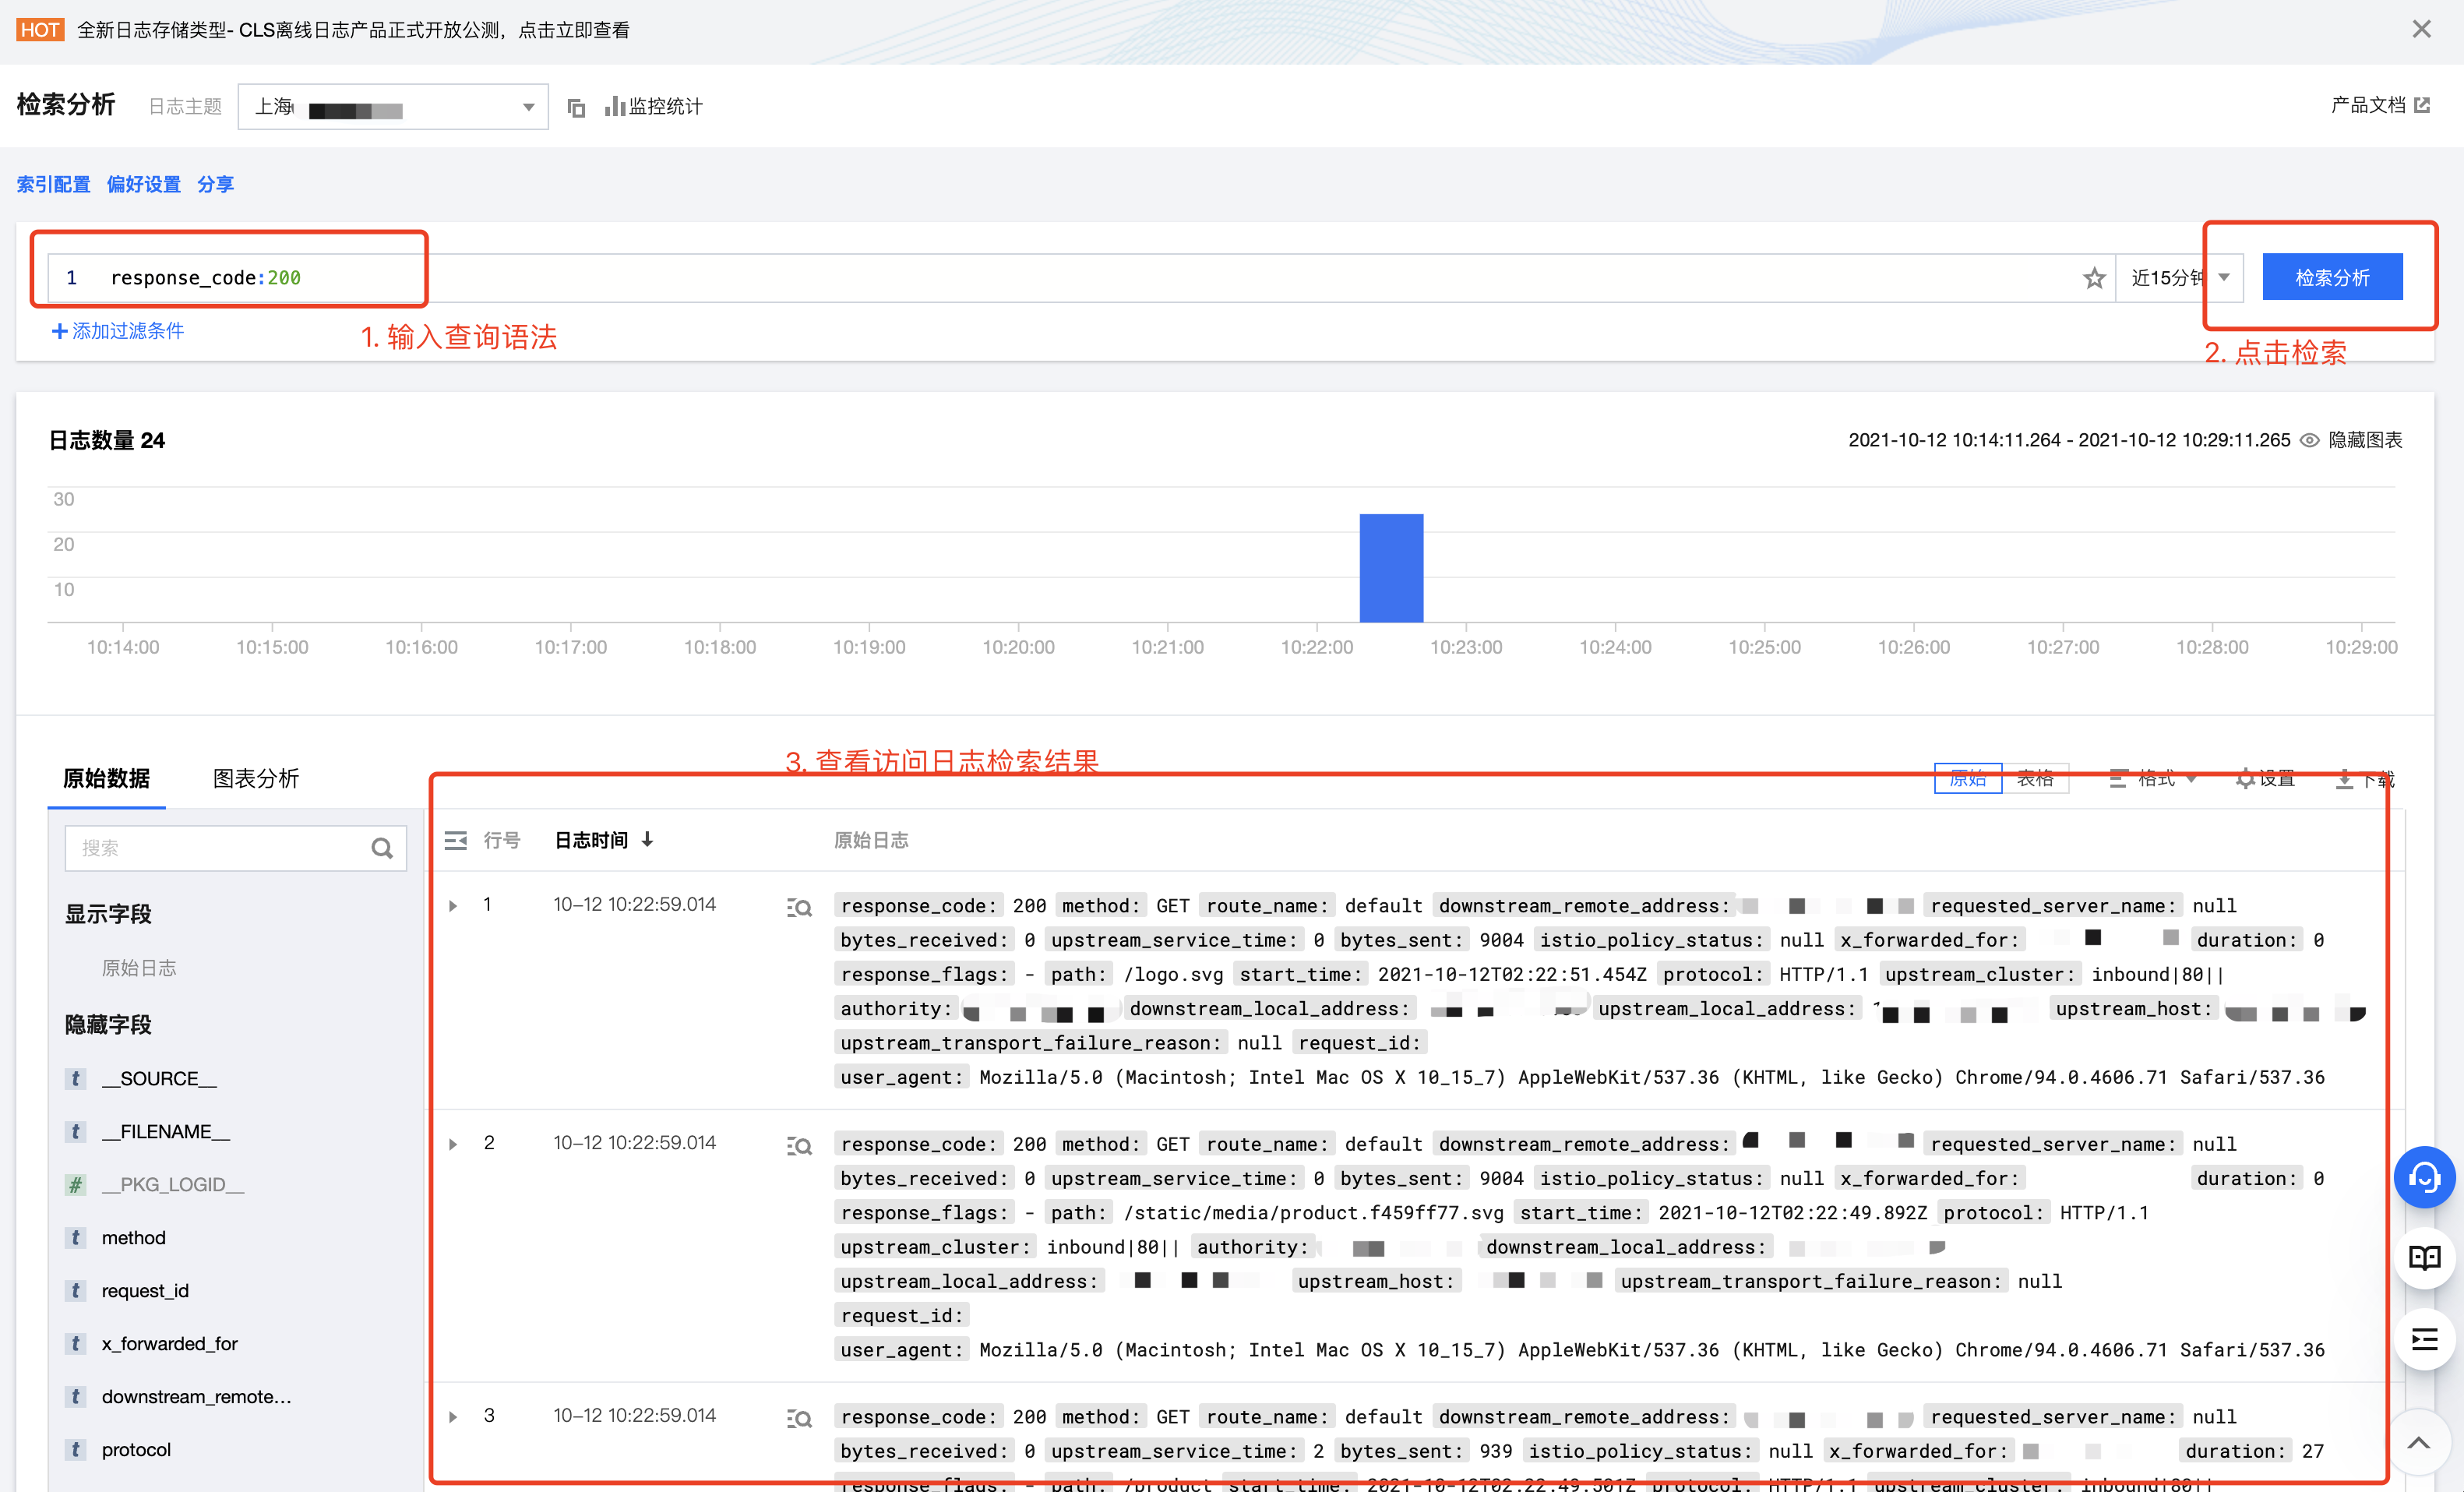 HOT 全新日志存储类型- CLS离线日志产品正式开放公测，点击立即查看
检索分析 日志主题 上海 监控统计 产品文档
索引配置 偏好设置 分享
1 response_code:200 近15分钟 检索分析
添加过滤条件
1. 输入查询语法
2. 点击检索
日志数量 24
2021-10-12 10:14:11.264 - 2021-10-12 10:29:11.265 隐藏图表
30
20
10
10:14:00 10:15:00 10:16:00 10:17:00 10:18:00 10:19:00 10:20:00 10:21:00 10:22:00 10:23:00 10:24:00 10:25:00 10:26:00 10:27:00 10:28:00 10:29:00
3. 查看访问日志检索结果
原始数据 图表分析
原始 表格 格式 设置 下载
搜索
显示字段
原始日志
隐藏字段
t __SOURCE__
t __FILENAME__
# __PKG_LOGID__
t method
t request_id
t x_forwarded_for
t downstream_remote...
t protocol
行号 日志时间 原始日志
1 10-12 10:22:59.014
response_code: 200 method: GET route_name: default downstream_remote_address: requested_server_name: null
bytes_received: 0 upstream_service_time: 0 bytes_sent: 9004 istio_policy_status: null x_forwarded_for: duration: 0
response_flags: - path: /logo.svg start_time: 2021-10-12T02:22:51.454Z protocol: HTTP/1.1 upstream_cluster: inbound|80||
authority: downstream_local_address: upstream_local_address: upstream_host:
upstream_transport_failure_reason: null request_id:
user_agent: Mozilla/5.0 (Macintosh; Intel Mac OS X 10_15_7) AppleWebKit/537.36 (KHTML, like Gecko) Chrome/94.0.4606.71 Safari/537.36
2 10-12 10:22:59.014
response_code: 200 method: GET route_name: default downstream_remote_address: requested_server_name: null
bytes_received: 0 upstream_service_time: 0 bytes_sent: 9004 istio_policy_status: null x_forwarded_for: duration: 0
response_flags: - path: /static/media/product.f459ff77.svg start_time: 2021-10-12T02:22:49.892Z protocol: HTTP/1.1
upstream_cluster: inbound|80|| authority: downstream_local_address:
upstream_local_address: upstream_host: upstream_transport_failure_reason: null
request_id:
user_agent: Mozilla/5.0 (Macintosh; Intel Mac OS X 10_15_7) AppleWebKit/537.36 (KHTML, like Gecko) Chrome/94.0.4606.71 Safari/537.36
3 10-12 10:22:59.014
response_code: 200 method: GET route_name: default downstream_remote_address: requested_server_name: null
bytes_received: 0 upstream_service_time: 2 bytes_sent: 939 istio_policy_status: null x_forwarded_for: duration: 27
response_flags: - path: /product start_time: 2021-10-12T02:22:49.501Z protocol: HTTP/1.1 upstream_cluster: inbound|80||